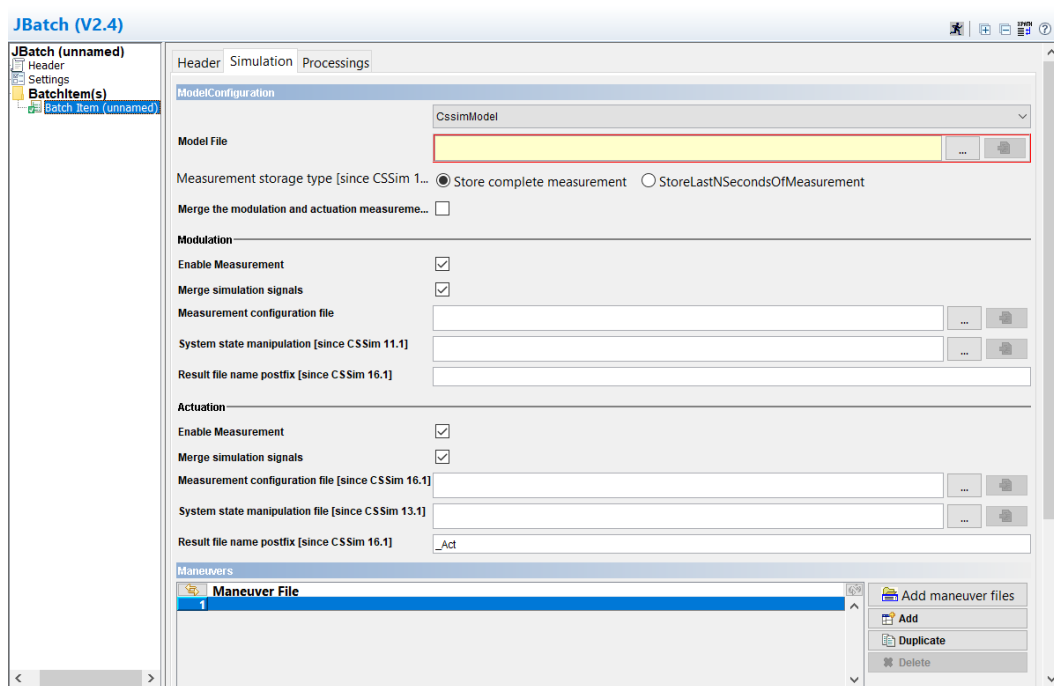 JBatch (V2.4)
JBatch (unnamed)
Header
Settings
BatchItem(s)
Batch Item (unnamed)
Header Simulation Processings
ModelConfiguration
CssimModel
Model File
...
Measurement storage type [since CSSim 1... Store complete measurement StoreLastNSecondsOfMeasurement
Merge the modulation and actuation measureme...
Modulation
Enable Measurement
Merge simulation signals
Measurement configuration file
...
System state manipulation [since CSSim 11.1]
...
Result file name postfix [since CSSim 16.1]
Actuation
Enable Measurement
Merge simulation signals
Measurement configuration file [since CSSim 16.1]
...
System state manipulation file [since CSSim 13.1]
...
Result file name postfix [since CSSim 16.1] _Act
Maneuvers
Maneuver File
1
Add maneuver files
Add
Duplicate
Delete